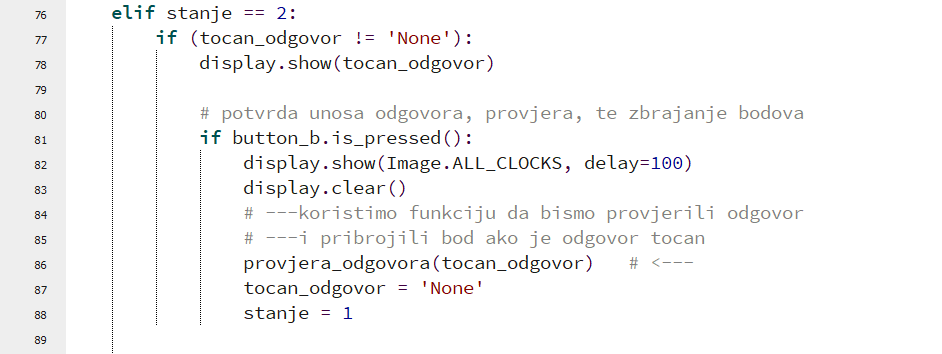 76 elif stanje == 2:
77 if (tocan_odgovor != 'None'):
78 display.show(tocan_odgovor)
79
80 # potvrda unosa odgovora, provjera, te zbrajanje bodova
81 if button_b.is_pressed():
82 display.show(Image.ALL_CLOCKS, delay=100)
83 display.clear()
84 # ---koristimo funkciju da bismo provjerili odgovor
85 # ---i pribrojili bod ako je odgovor tocan
86 provjera_odgovora(tocan_odgovor) # <---
87 tocan_odgovor = 'None'
88 stanje = 1
89